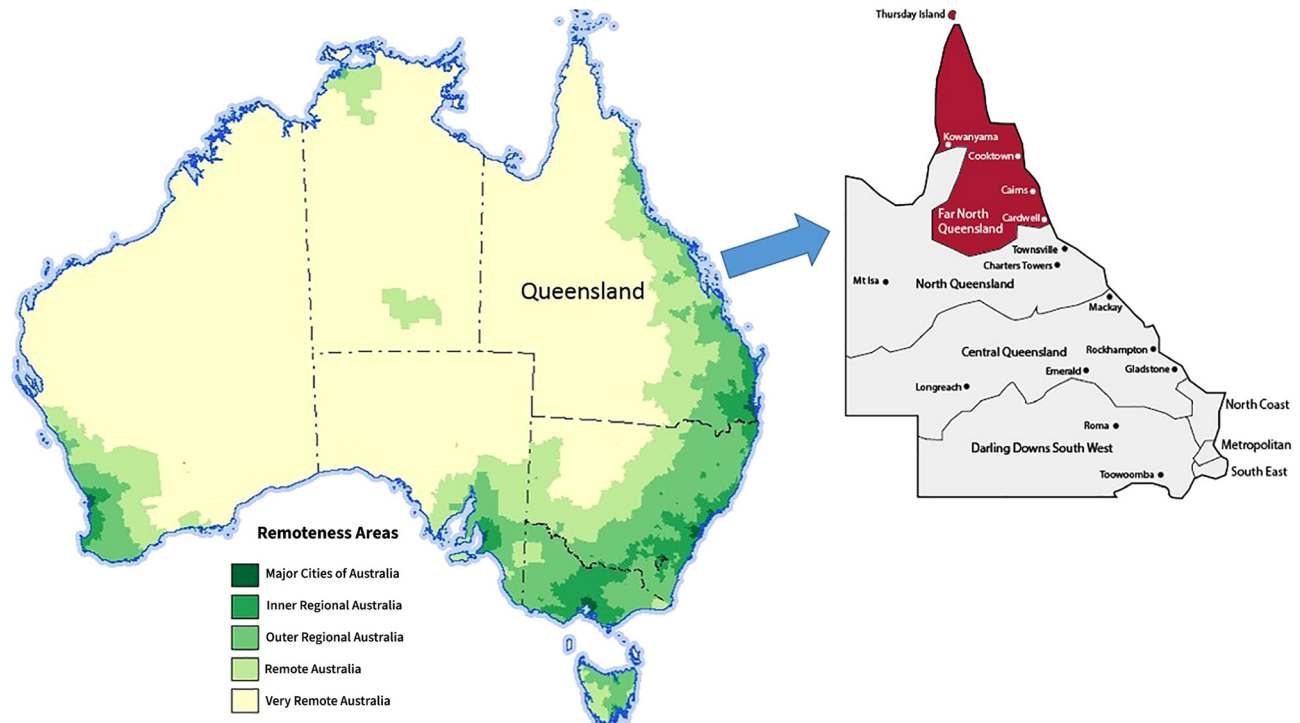 Queensland
Remoteness Areas
Major Cities of Australia
Inner Regional Australia
Outer Regional Australia
Remote Australia
Very Remote Australia
Thursday Island
Kowanyama
Cooktown
Cairns
Far North
Queensland
Cardwell
Townsville
Charters Towers
Mt Isa
North Queensland
Mackay
Central Queensland
Rockhampton
Emerald
Gladstone
Longreach
North Coast
Roma
Darling Downs South West
Metropolitan
Toowoomba
South East